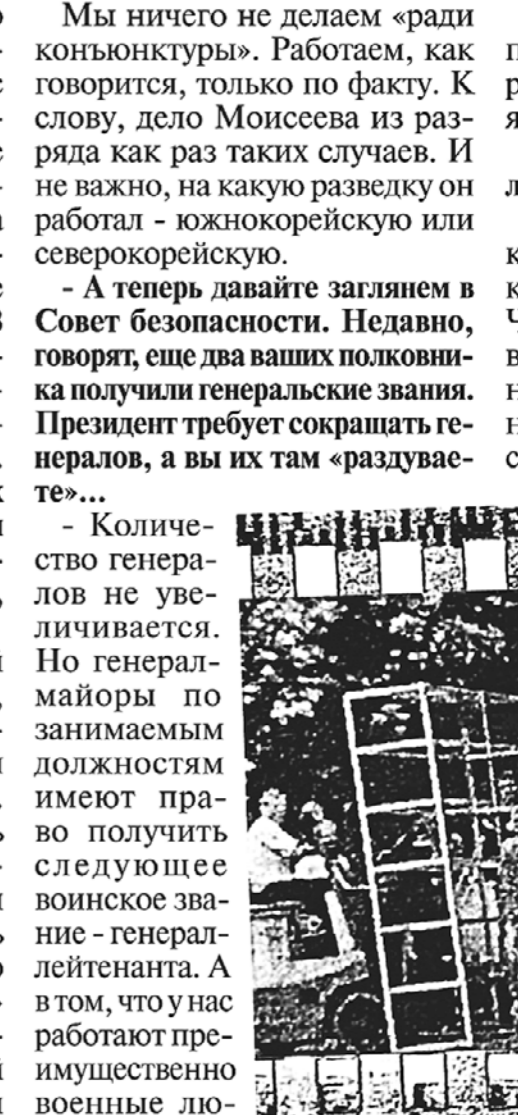 Мы ничего не делаем «ради
конъюнктуры». Работаем, как
говорится, только по факту. К
слову, дело Моисеева из раз-
ряда как раз таких случаев. И
не важно, на какую разведку он
работал - южнокорейскую или
северокорейскую.
- А теперь давайте заглянем в
Совет безопасности. Недавно,
говорят, еще два ваших полковни-
ка получили генеральские звания.
Президент требует сокращать ге-
нералов, а вы их там «раздувае-
те»...
- Количе-
ство генера-
лов не уве-
личивается.
Но генерал-
майоры по
занимаемым
должностям
имеют пра-
во получить
следующее
воинское зва-
ние - генерал-
лейтенанта. А
в том, что у нас
работают пре-
имущественно
военные лю-